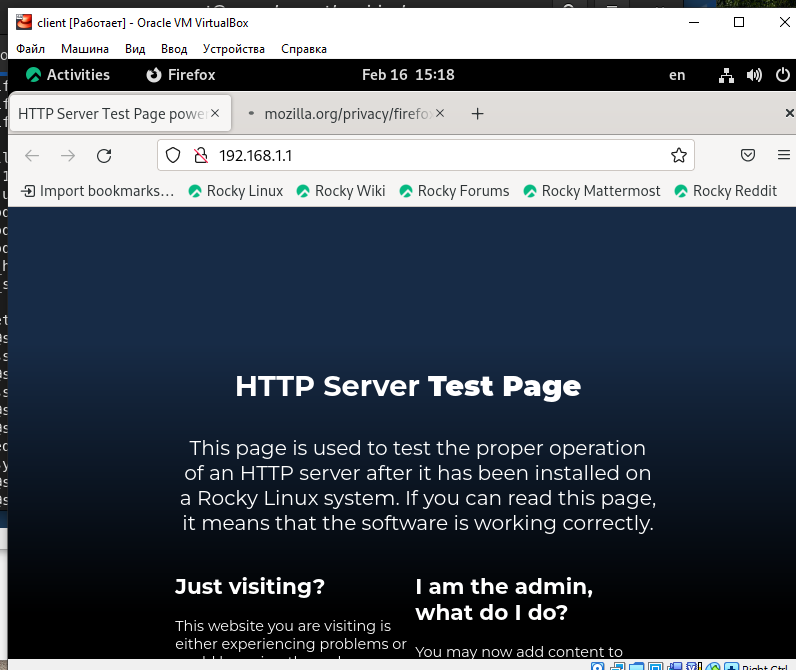 client [Работает] - Oracle VM VirtualBox
Файл Машина Вид Ввод Устройства Справка
Activities Firefox Feb 16 15:18 en
HTTP Server Test Page powe mozilla.org/privacy/firefo
192.168.1.1
Import bookmarks... Rocky Linux Rocky Wiki Rocky Forums Rocky Mattermost Rocky Reddit
HTTP Server Test Page
This page is used to test the proper operation
of an HTTP server after it has been installed on
a Rocky Linux system. If you can read this page,
it means that the software is working correctly.
Just visiting?
This website you are visiting is
either experiencing problems or
I am the admin,
what do I do?
You may now add content to
Right Ctrl